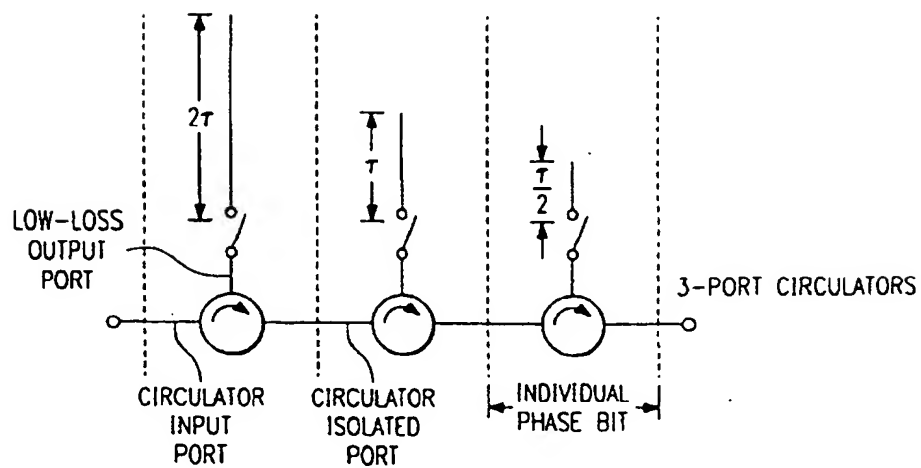 2τ
τ
τ
2
LOW-LOSS
OUTPUT
PORT
3-PORT CIRCULATORS
CIRCULATOR
INPUT
PORT
CIRCULATOR
ISOLATED
PORT
INDIVIDUAL
PHASE BIT